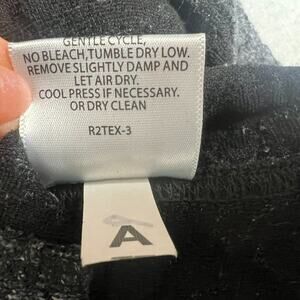 GENTLE CYCLE,
NO BLEACH,TUMBLE DRY LOW.
REMOVE SLIGHTLY DAMP AND
LET AIR DRY.
COOL PRESS IF NECESSARY.
OR DRY CLEAN
R2TEX-3
A